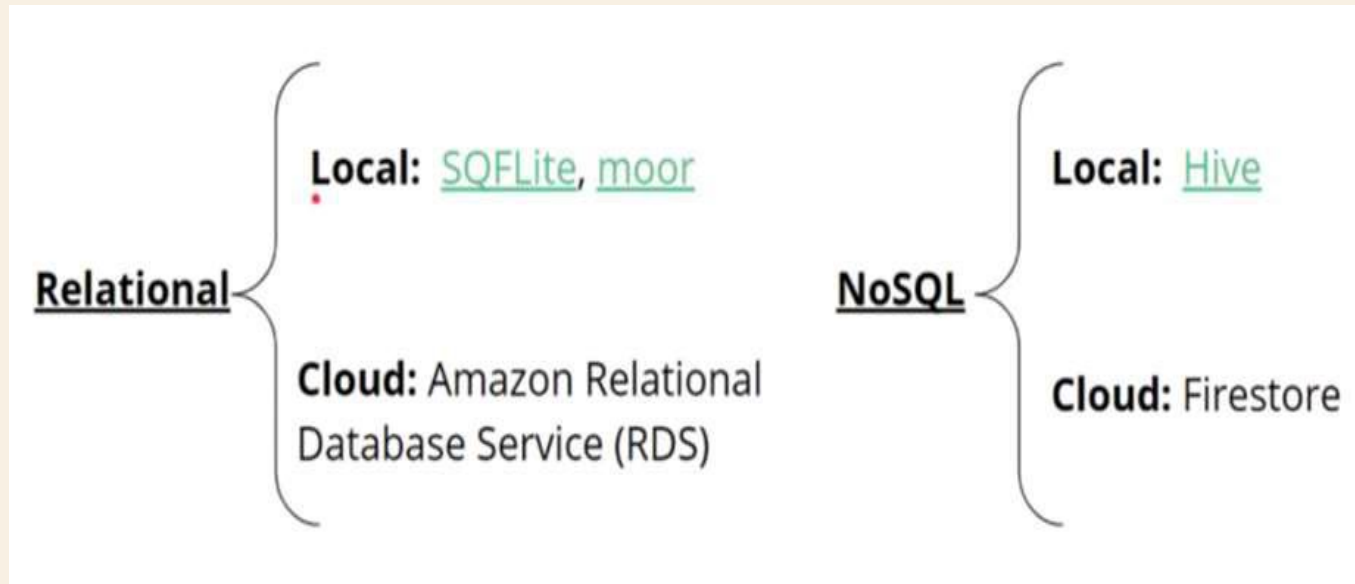 Relational
Local: SQFLite, moor
Cloud: Amazon Relational
Database Service (RDS)
NoSQL
Local: Hive
Cloud: Firestore